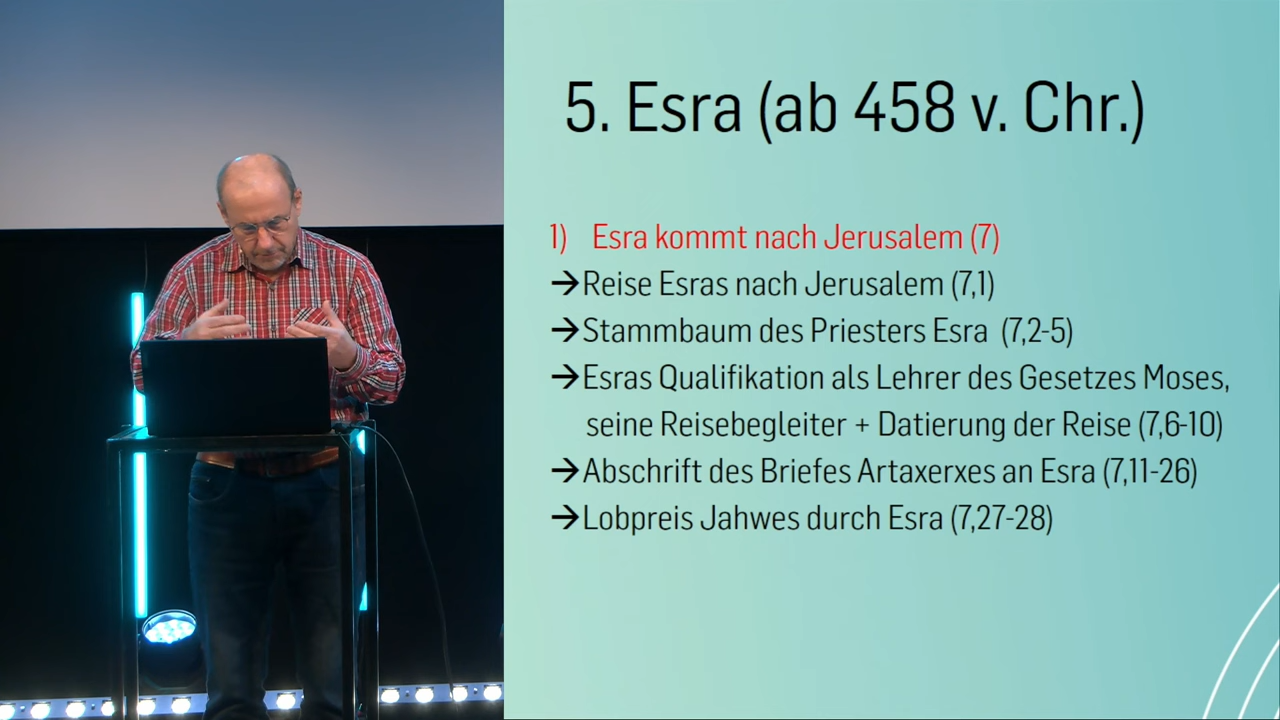 5. Esra (ab 458 v. Chr.)
1) Esra kommt nach Jerusalem (7)
→Reise Esras nach Jerusalem (7,1)
→Stammbaum des Priesters Esra (7,2-5)
→Esras Qualifikation als Lehrer des Gesetzes Moses,
seine Reisebegleiter + Datierung der Reise (7,6-10)
→Abschrift des Briefes Artaxerxes an Esra (7,11-26)
→Lobpreis Jahwes durch Esra (7,27-28)